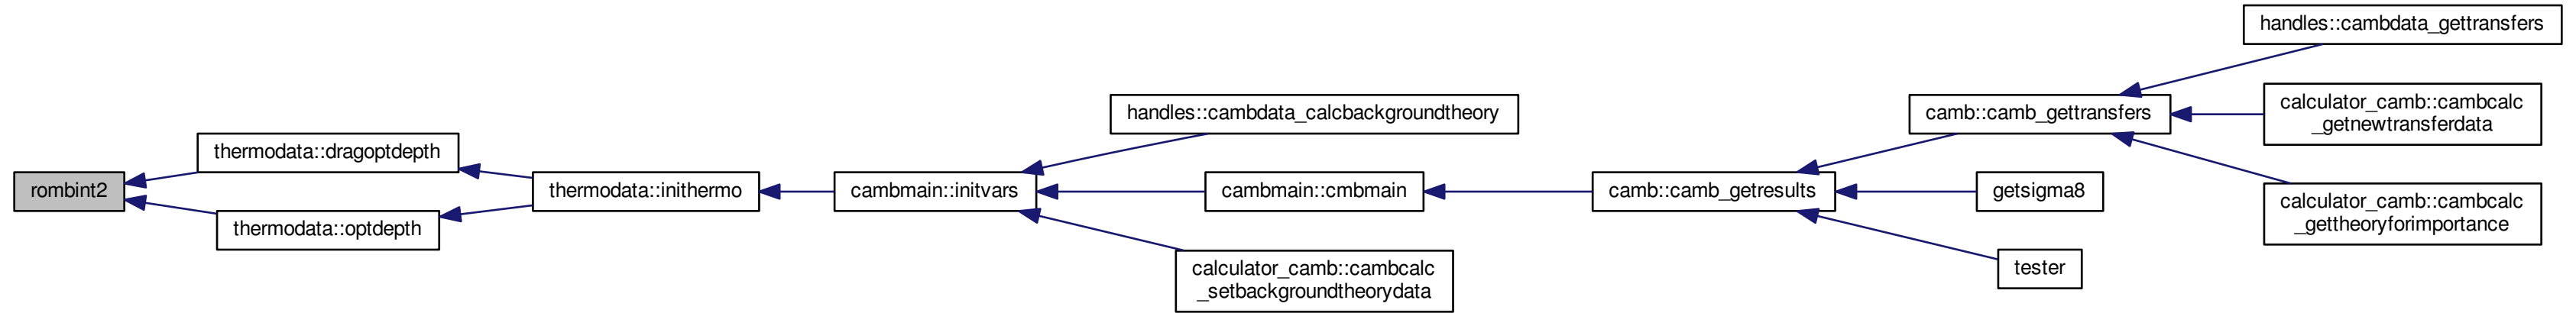 rombint2
thermodata::dragoptdepth
thermodata::optdepth
thermodata::inithermo
cambmain::initvars
handles::cambdata_calcbackgroundtheory
cambmain::cmbmain
calculator_camb::cambcalc
_setbackgroundtheorydata
camb::camb_getresults
camb::camb_gettransfers
getsigma8
tester
handles::cambdata_gettransfers
calculator_camb::cambcalc
_getnewtransferdata
calculator_camb::cambcalc
_gettheoryforimportance